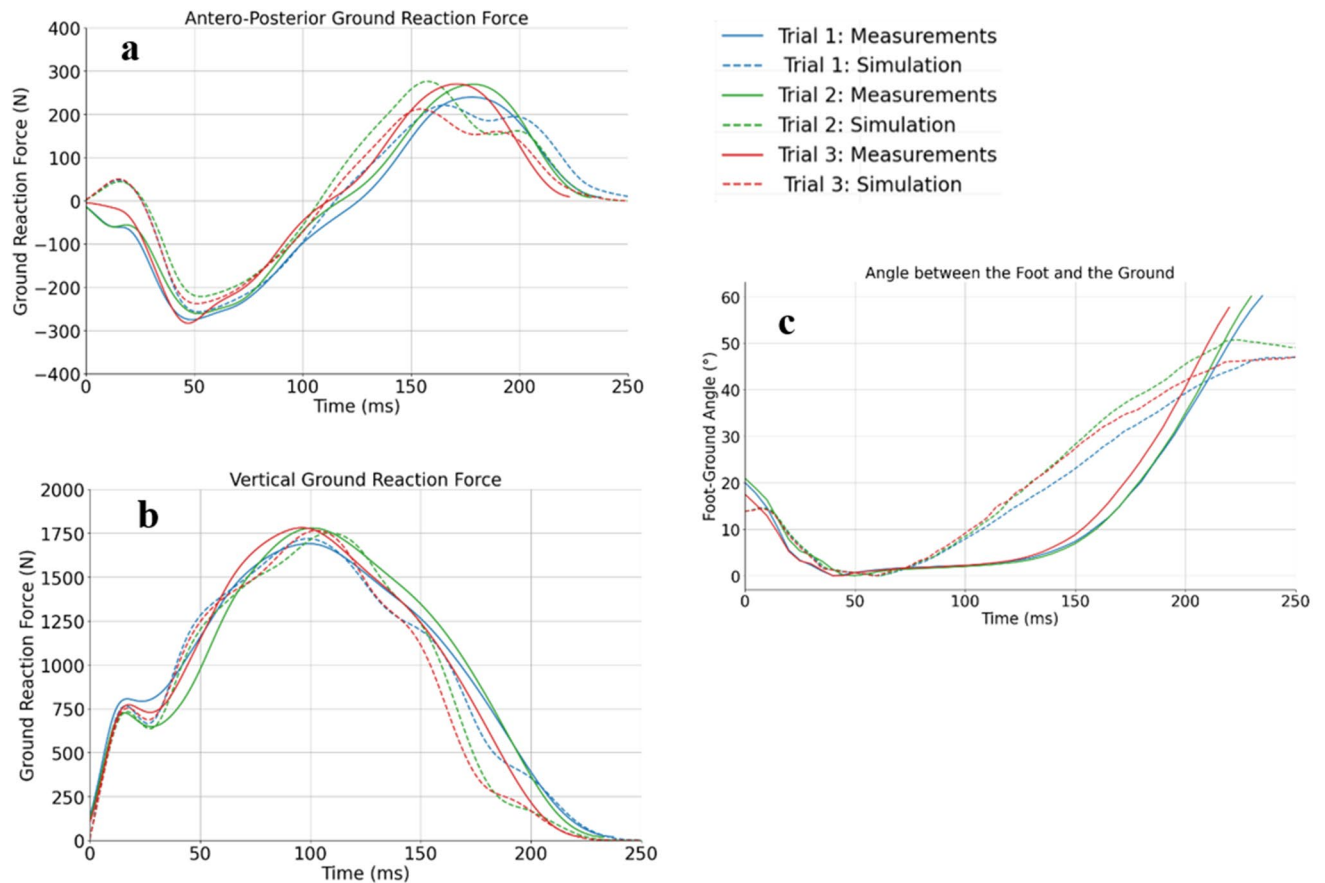 Antero-Posterior Ground Reaction Force
a
400
300
200
100
0
−100
−200
−300
−400
Ground Reaction Force (N)
0 50 100 150 200 250
Time (ms)
Trial 1: Measurements
Trial 1: Simulation
Trial 2: Measurements
Trial 2: Simulation
Trial 3: Measurements
Trial 3: Simulation
Vertical Ground Reaction Force
b
2000
1750
1500
1250
1000
750
500
250
0
Ground Reaction Force (N)
0 50 100 150 200 250
Time (ms)
Angle between the Foot and the Ground
c
60
50
40
30
20
10
0
Foot-Ground Angle (°)
0 50 100 150 200 250
Time (ms)